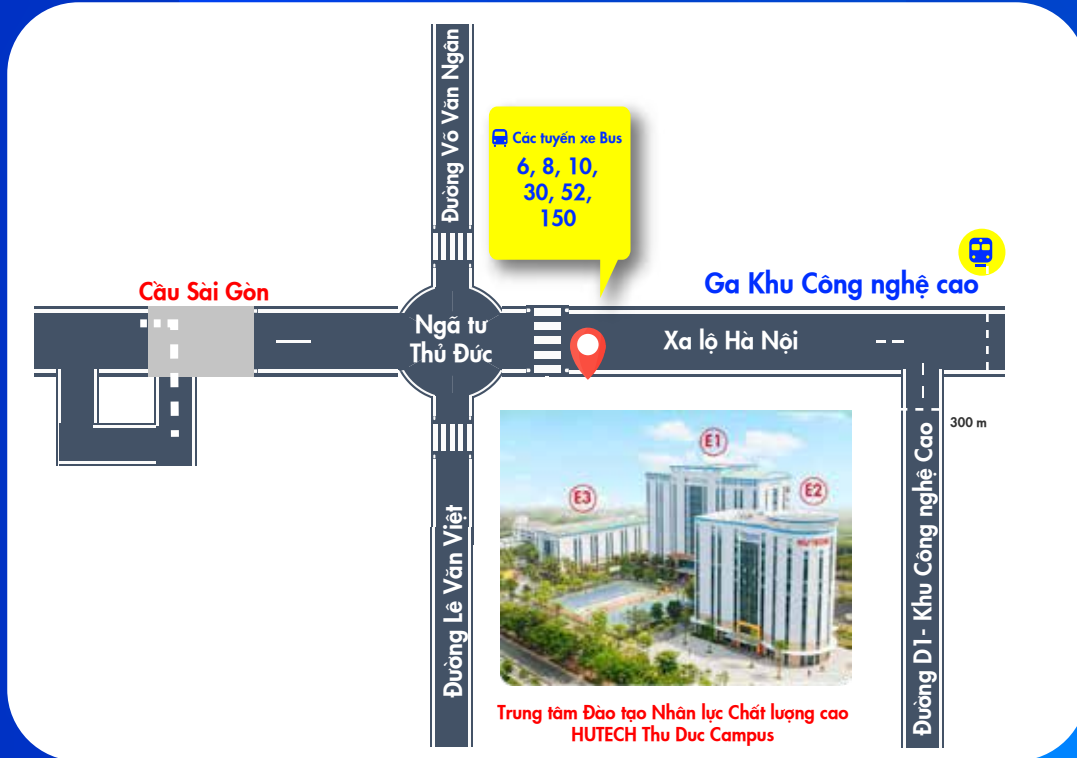 Đường Võ Văn Ngân
Các tuyến xe Bus
6, 8, 10,
30, 52,
150
Ga Khu Công nghệ cao
Cầu Sài Gòn
Ngã tư
Thủ Đức
Xa lộ Hà Nội
300 m
Đường Lê Văn Việt
Đường D1- Khu Công nghệ Cao
E1
E2
E3
HUTECH
Trung tâm Đào tạo Nhân lực Chất lượng cao
HUTECH Thu Duc Campus